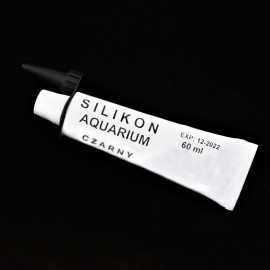 SILIKON
AQUARIUM
CZARNY
EXP: 12-2022
60 ml